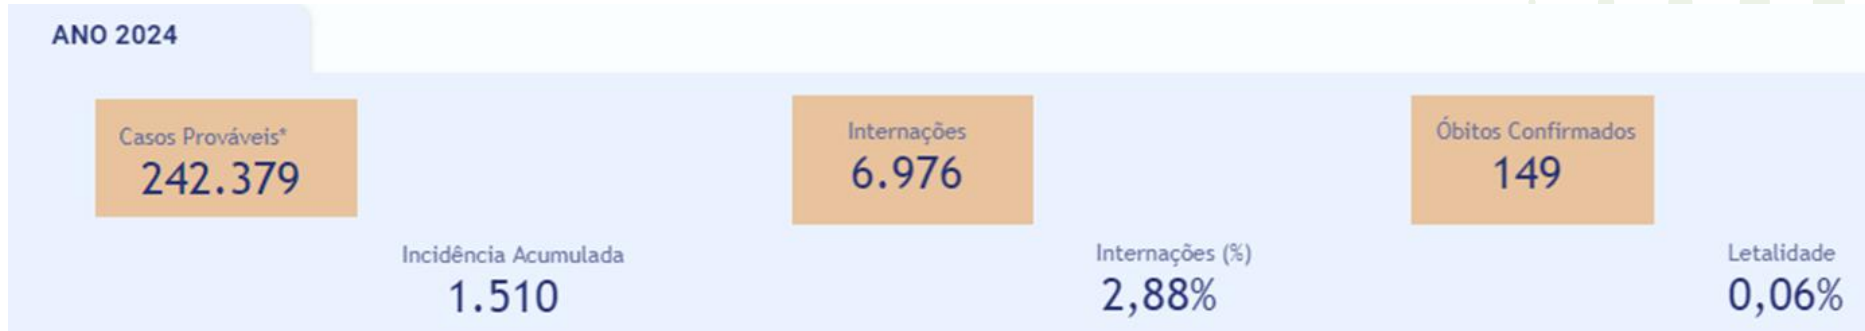 ANO 2024
Casos Prováveis*
242.379
Incidência Acumulada
1.510
Internações
6.976
Internações (%)
2,88%
Óbitos Confirmados
149
Letalidade
0,06%